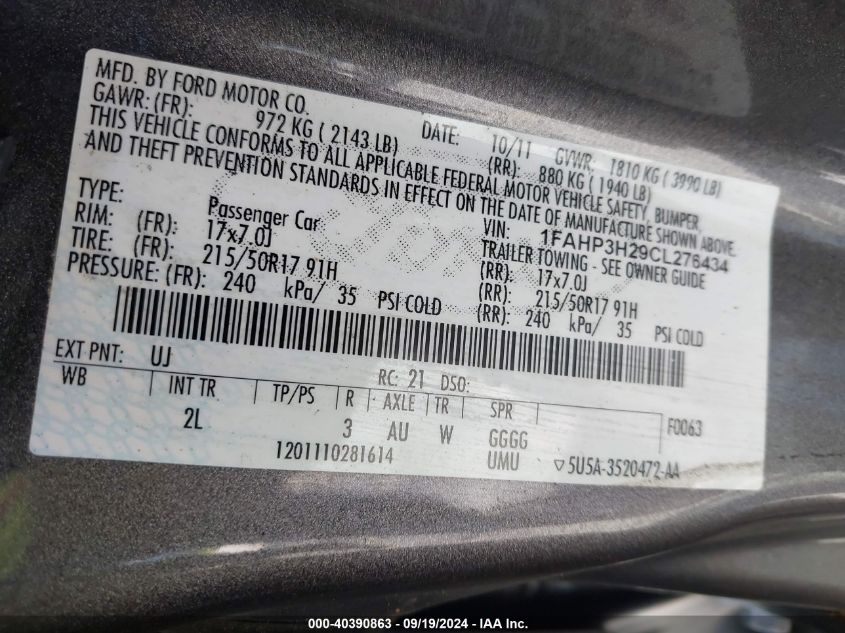 MFD. BY FORD MOTOR CO.
DATE: 10/11 GVWR: 1810 KG ( 3990 LB)
GAWR: (FR): 972 KG ( 2143 LB) (RR): 880 KG ( 1940 LB)
THIS VEHICLE CONFORMS TO ALL APPLICABLE FEDERAL MOTOR VEHICLE SAFETY, BUMPER,
AND THEFT PREVENTION STANDARDS IN EFFECT ON THE DATE OF MANUFACTURE SHOWN ABOVE.
VIN: 1FAHP3H29CL276434
TYPE: Passenger Car TRAILER TOWING - SEE OWNER GUIDE
RIM: (FR): 17x7.0J (RR): 17x7.0J
TIRE: (FR): 215/50R17 91H (RR): 215/50R17 91H
PRESSURE: (FR): 240 kPa/ 35 PSI COLD (RR): 240 kPa/ 35 PSI COLD
EXT PNT: UJ RC: 21 DSO:
WB INT TR TP/PS R AXLE TR SPR F0063
2L 3 AU W GGGG
1201110281614 UMU ▽5U5A-3520472-AA
000-40390863 - 09/19/2024 - IAA Inc.